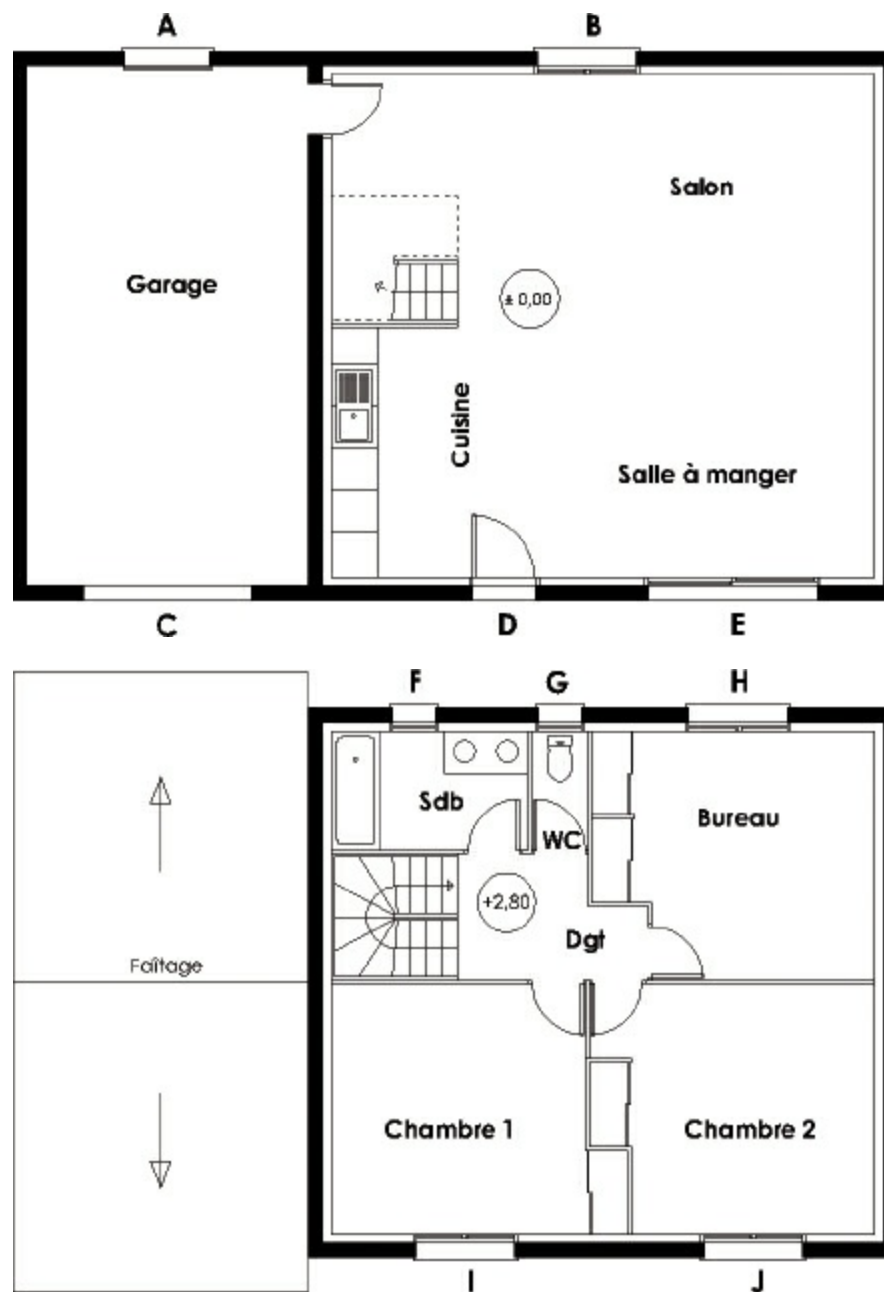 A
B
Salon
Garage
± 0,00
Cuisine
Salle à manger
C
D
E
F
G
H
Sdb
WC
Bureau
+2,80
Dgt
Faîtage
Chambre 1
Chambre 2
I
J